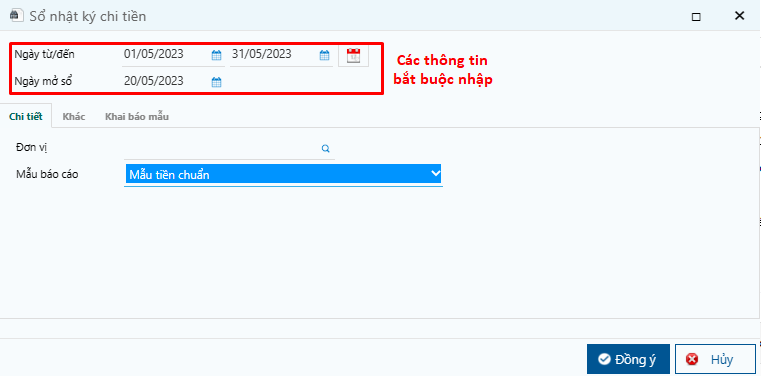 Sổ nhật ký chi tiền
Ngày từ/đến 01/05/2023 31/05/2023
Ngày mở sổ 20/05/2023
Các thông tin
bắt buộc nhập
Chi tiết Khác Khai báo mẫu
Đơn vị
Mẫu báo cáo Mẫu tiền chuẩn
Đồng ý Hủy